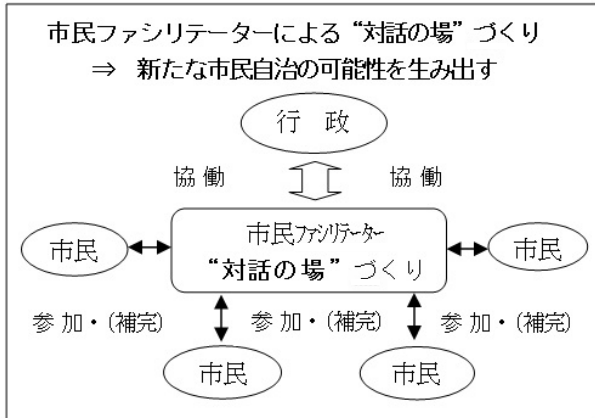 市民ファシリテーターによる“対話の場”づくり
⇒ 新たな市民自治の可能性を生み出す
行 政
協 働 協 働
市民ファシリテーター
“対話の場” づくり
市民 市民
参 加・(補完) 参 加・(補完) 参 加・(補完)
市民 市民